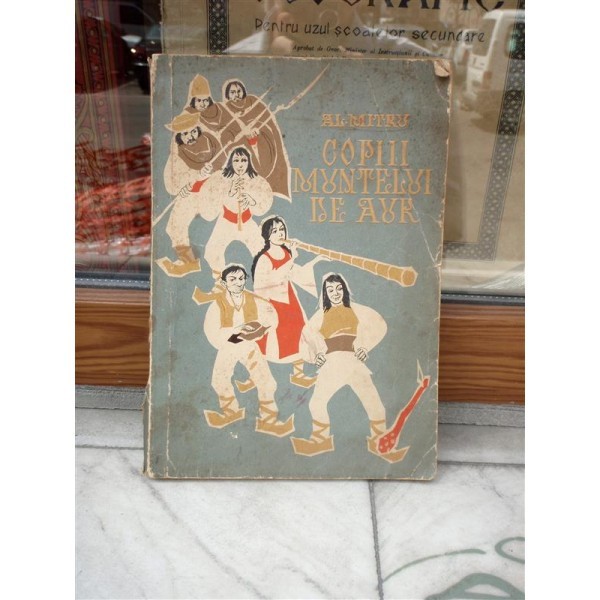 Pentru uzul școalelor secundare
AL. MITRU
COPIII
MUNTELUI
DE AUR